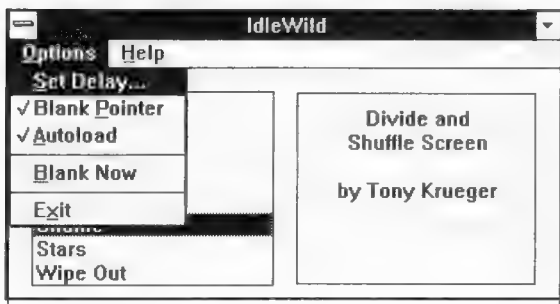 IdleWild
Options Help
Set Delay...
✓ Blank Pointer
✓ Autoload
Blank Now
Exit
Stars
Wipe Out
Divide and
Shuffle Screen
by Tony Krueger